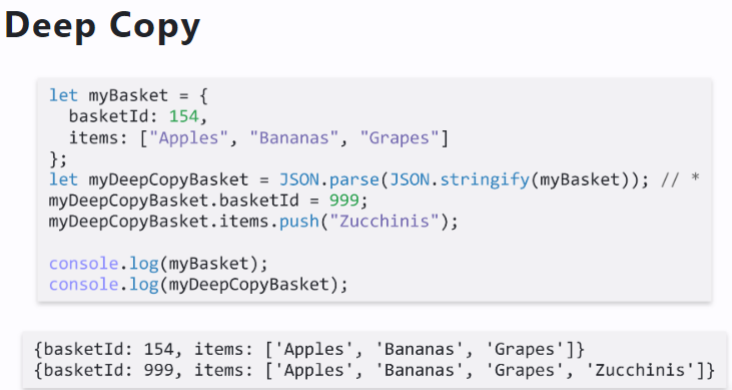 Deep Copy
let myBasket = {
  basketId: 154,
  items: ["Apples", "Bananas", "Grapes"]
};
let myDeepCopyBasket = JSON.parse(JSON.stringify(myBasket)); // *
myDeepCopyBasket.basketId = 999;
myDeepCopyBasket.items.push("Zucchinis");
console.log(myBasket);
console.log(myDeepCopyBasket);
{basketId: 154, items: ['Apples', 'Bananas', 'Grapes']}
{basketId: 999, items: ['Apples', 'Bananas', 'Grapes', 'Zucchinis']}